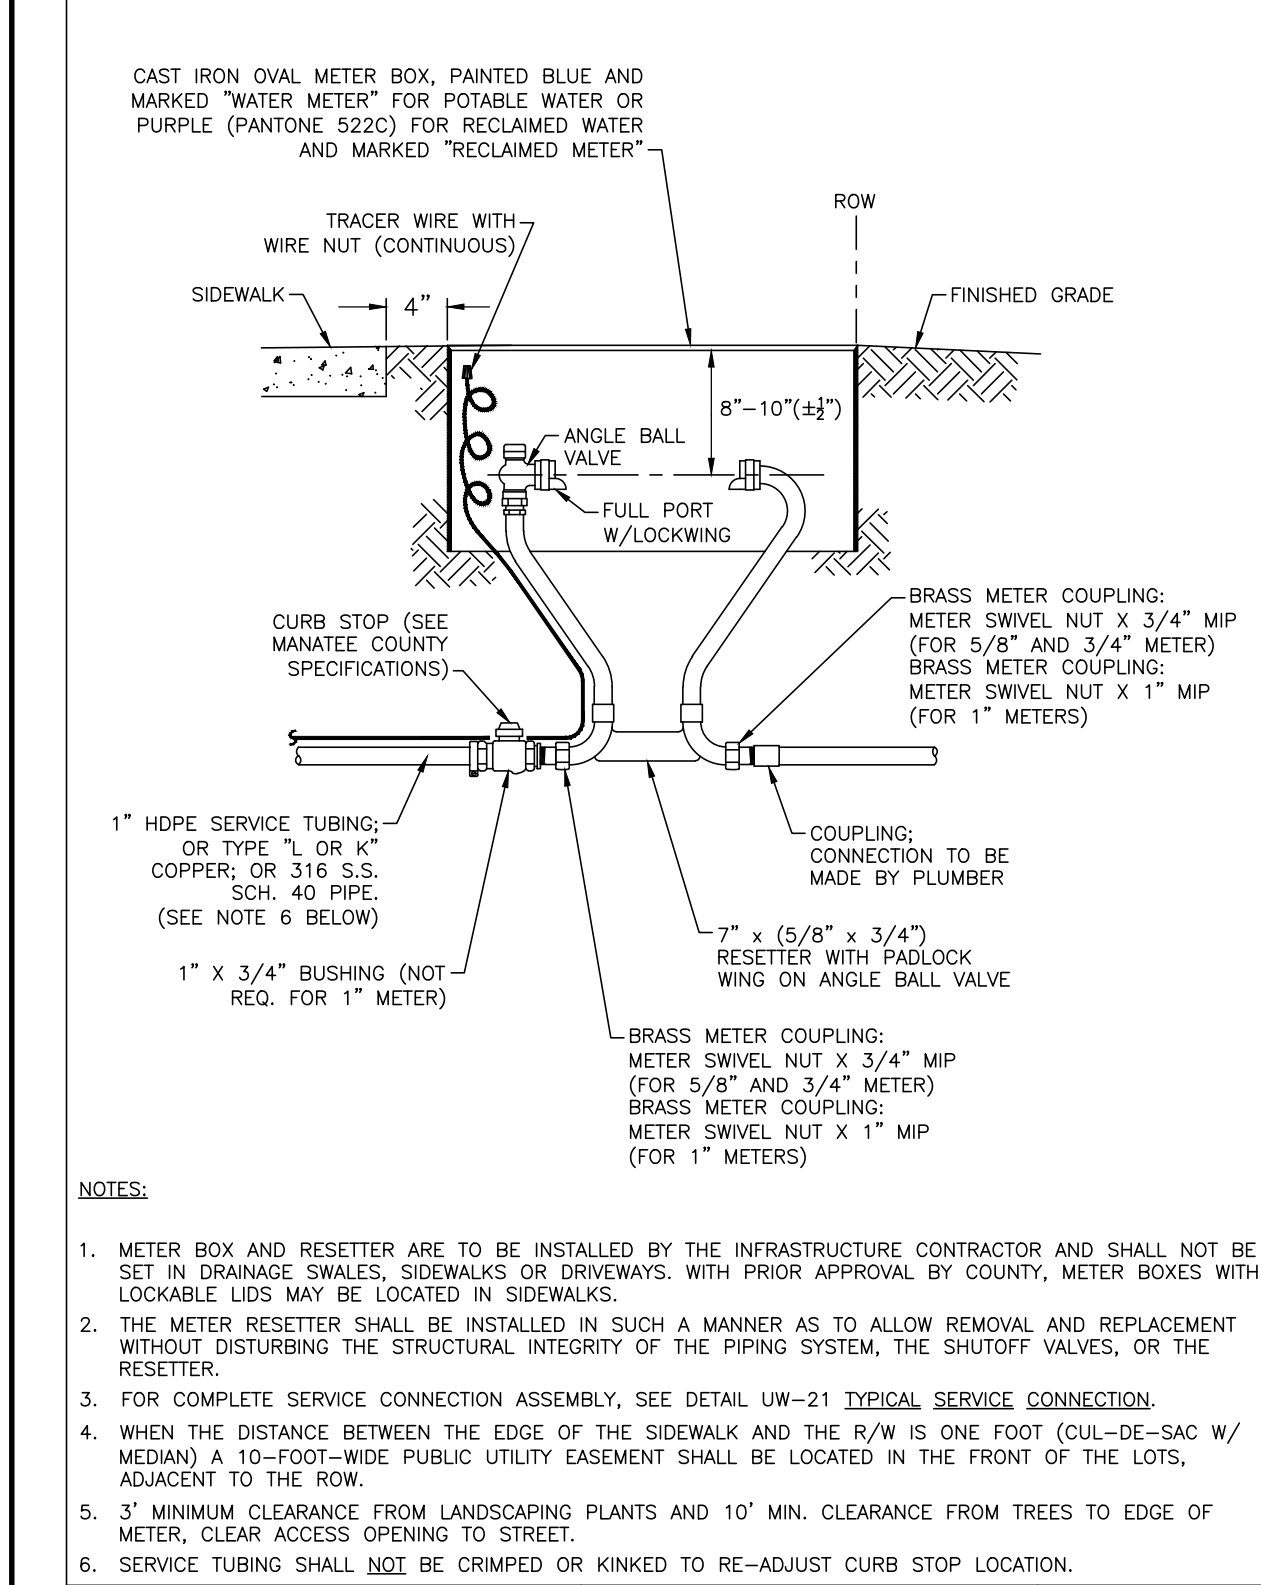 CAST IRON OVAL METER BOX, PAINTED BLUE AND
MARKED "WATER METER" FOR POTABLE WATER OR
PURPLE (PANTONE 522C) FOR RECLAIMED WATER
AND MARKED "RECLAIMED METER"
ROW
TRACER WIRE WITH
WIRE NUT (CONTINUOUS)
SIDEWALK
4"
FINISHED GRADE
8"-10"(±½")
ANGLE BALL
VALVE
FULL PORT
W/LOCKWING
CURB STOP (SEE
MANATEE COUNTY
SPECIFICATIONS)
BRASS METER COUPLING:
METER SWIVEL NUT X 3/4" MIP
(FOR 5/8" AND 3/4" METER)
BRASS METER COUPLING:
METER SWIVEL NUT X 1" MIP
(FOR 1" METERS)
1" HDPE SERVICE TUBING;
OR TYPE "L OR K"
COPPER; OR 316 S.S.
SCH. 40 PIPE.
(SEE NOTE 6 BELOW)
COUPLING;
CONNECTION TO BE
MADE BY PLUMBER
7" x (5/8" x 3/4")
RESETTER WITH PADLOCK
WING ON ANGLE BALL VALVE
1" X 3/4" BUSHING (NOT
REQ. FOR 1" METER)
BRASS METER COUPLING:
METER SWIVEL NUT X 3/4" MIP
(FOR 5/8" AND 3/4" METER)
BRASS METER COUPLING:
METER SWIVEL NUT X 1" MIP
(FOR 1" METERS)
NOTES:
1. METER BOX AND RESETTER ARE TO BE INSTALLED BY THE INFRASTRUCTURE CONTRACTOR AND SHALL NOT BE
SET IN DRAINAGE SWALES, SIDEWALKS OR DRIVEWAYS. WITH PRIOR APPROVAL BY COUNTY, METER BOXES WITH
LOCKABLE LIDS MAY BE LOCATED IN SIDEWALKS.
2. THE METER RESETTER SHALL BE INSTALLED IN SUCH A MANNER AS TO ALLOW REMOVAL AND REPLACEMENT
WITHOUT DISTURBING THE STRUCTURAL INTEGRITY OF THE PIPING SYSTEM, THE SHUTOFF VALVES, OR THE
RESETTER.
3. FOR COMPLETE SERVICE CONNECTION ASSEMBLY, SEE DETAIL UW-21 TYPICAL SERVICE CONNECTION.
4. WHEN THE DISTANCE BETWEEN THE EDGE OF THE SIDEWALK AND THE R/W IS ONE FOOT (CUL-DE-SAC W/
MEDIAN) A 10-FOOT-WIDE PUBLIC UTILITY EASEMENT SHALL BE LOCATED IN THE FRONT OF THE LOTS,
ADJACENT TO THE ROW.
5. 3' MINIMUM CLEARANCE FROM LANDSCAPING PLANTS AND 10' MIN. CLEARANCE FROM TREES TO EDGE OF
METER, CLEAR ACCESS OPENING TO STREET.
6. SERVICE TUBING SHALL NOT BE CRIMPED OR KINKED TO RE-ADJUST CURB STOP LOCATION.